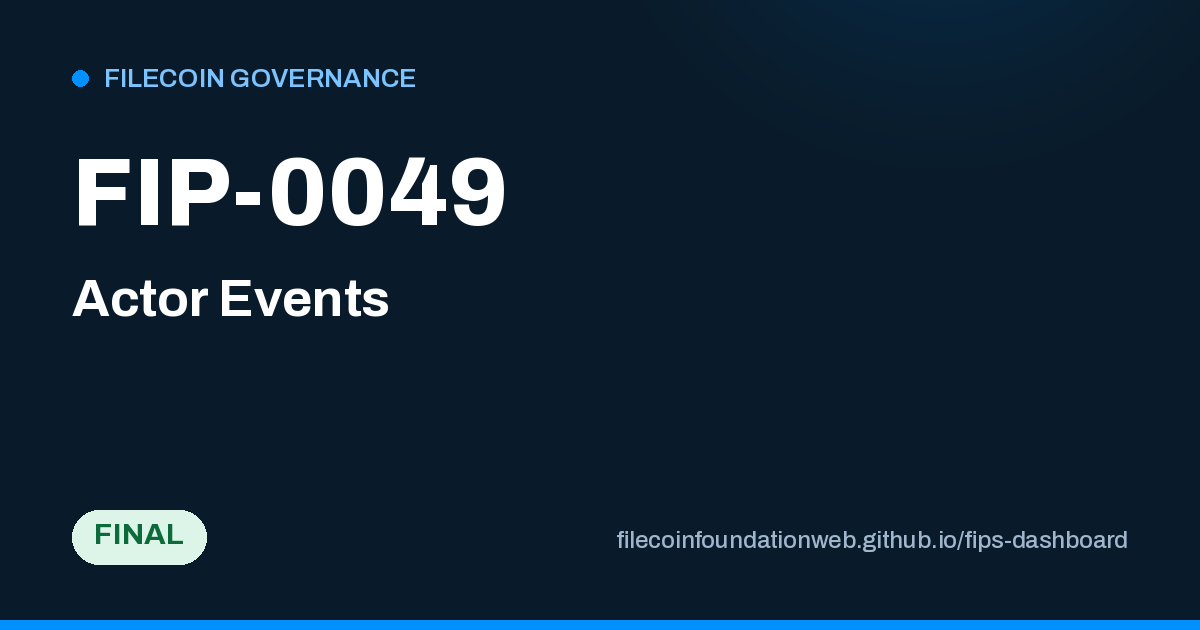 FILECOIN GOVERNANCE
FIP-0049
Actor Events
FINAL
filecoinfoundationweb.github.io/fips-dashboard